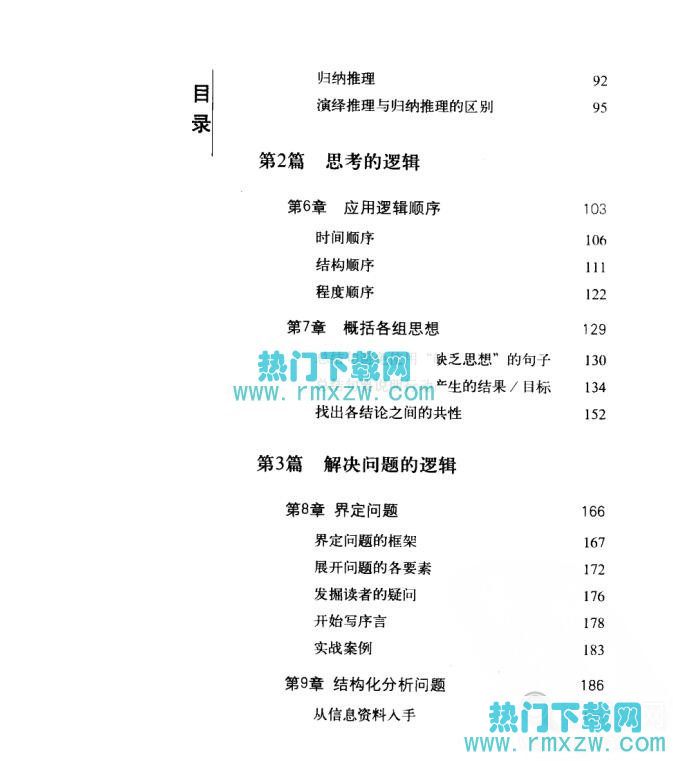 目录
归纳推理 92
演绎推理与归纳推理的区别 95
第2篇 思考的逻辑
第6章 应用逻辑顺序 103
时间顺序 106
结构顺序 111
程度顺序 122
第7章 概括各组思想 129
“缺乏思想”的句子 130
产生的结果/目标 134
找出各结论之间的共性 152
热门下载网
www.rmxzw.com
第3篇 解决问题的逻辑
第8章 界定问题 166
界定问题的框架 167
展开问题的各要素 172
发掘读者的疑问 176
开始写序言 178
实战案例 183
第9章 结构化分析问题 186
从信息资料入手
热门下载网
www.rmxzw.com